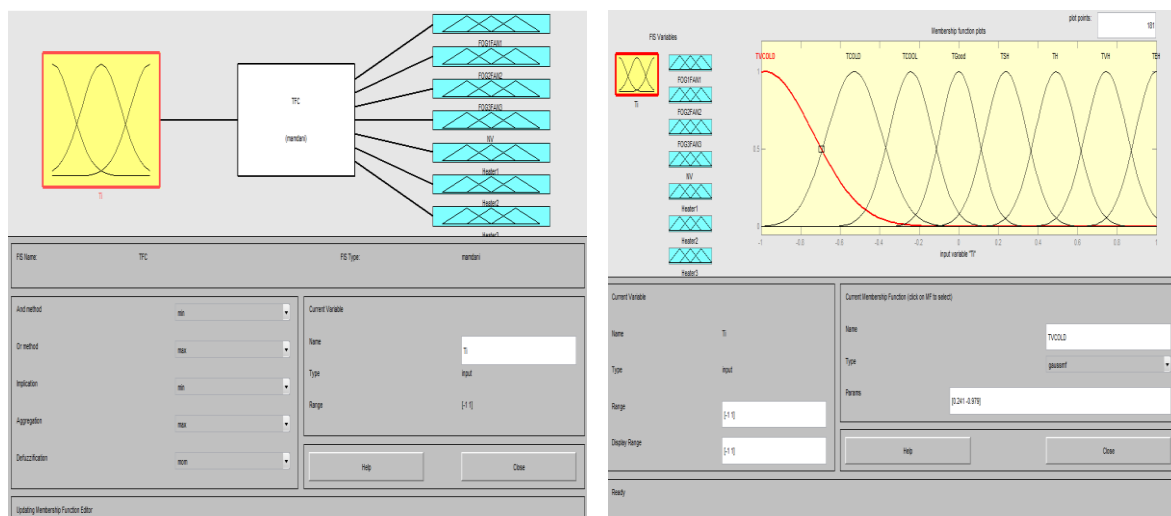 FOG1FAN1
FOG2FAN2
FOG3FAN3
NV
Heater1
Heater2
Heater3
TFC
(mamdani)
Ti
FIS Name: TFC FIS Type: mamdani
And method min
Or method max
Implication min
Aggregation max
Defuzzification mom
Current Variable
Name Ti
Type input
Range [-1 1]
Help Close
Updating Membership Function Editor
plot points: 181
FIS Variables
Membership function plots
Ti
FOG1FAN1
FOG2FAN2
FOG3FAN3
NV
Heater1
Heater2
Heater3
TVCOLD TCOLD TCOOL TGood TSH TH TVH TEH
1
0.5
0
-1 -0.8 -0.6 -0.4 -0.2 0 0.2 0.4 0.6 0.8 1
input variable "Ti"
Current Variable
Name Ti
Type input
Range [-1 1]
Display Range [-1 1]
Current Membership Function (click on MF to select)
Name TVCOLD
Type gaussmf
Params [0.241 -0.979]
Help Close
Ready